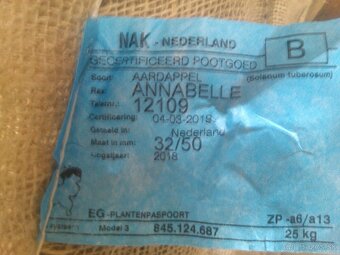 NAK - NEDERLAND
B
GECERTIFICEERD POOTGOED
Soort: AARDAPPEL (Solanum tuberosum)
Ras: ANNABELLE
Telernr.: 12109
Certificering: 04-03-2019
Geteeld in: Nederland
Maat in mm: 32/50
Oogstjaar: 2018
EG-PLANTENPASPOORT ZP -a6/a13
Model 3 845.124.687 25 kg